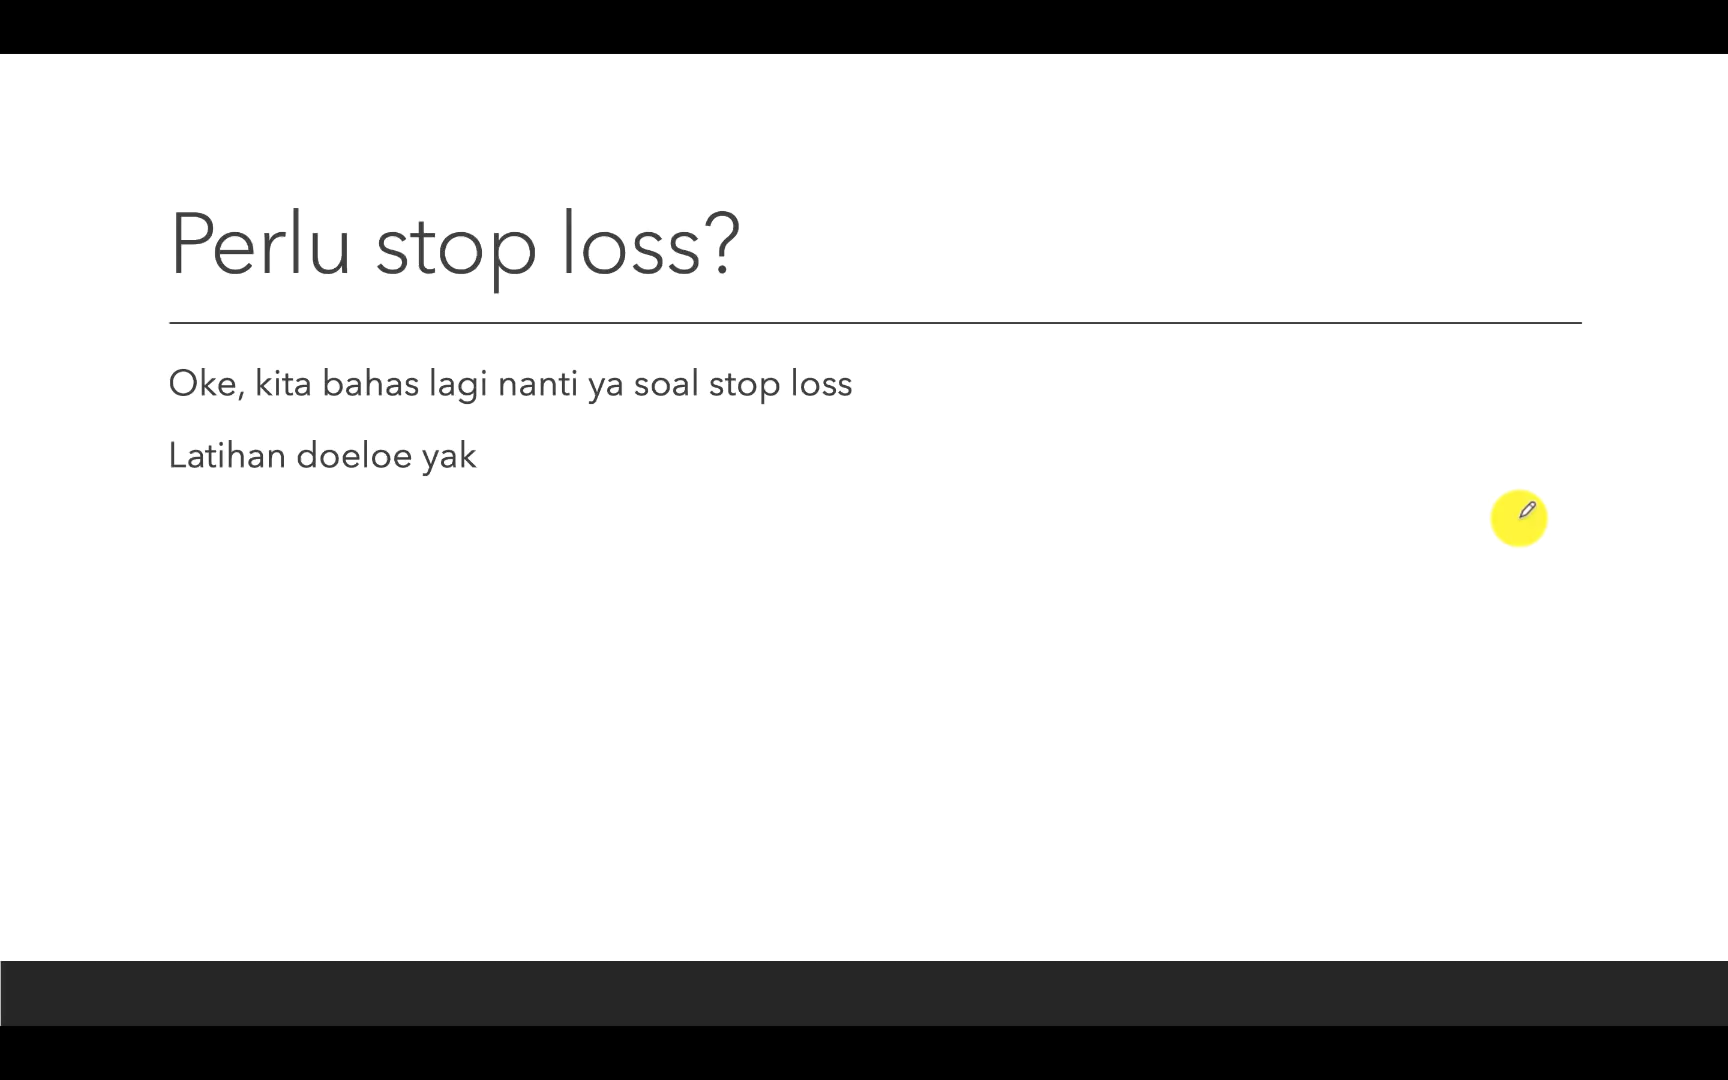 Perlu stop loss?
Oke, kita bahas lagi nanti ya soal stop loss
Latihan doeloe yak